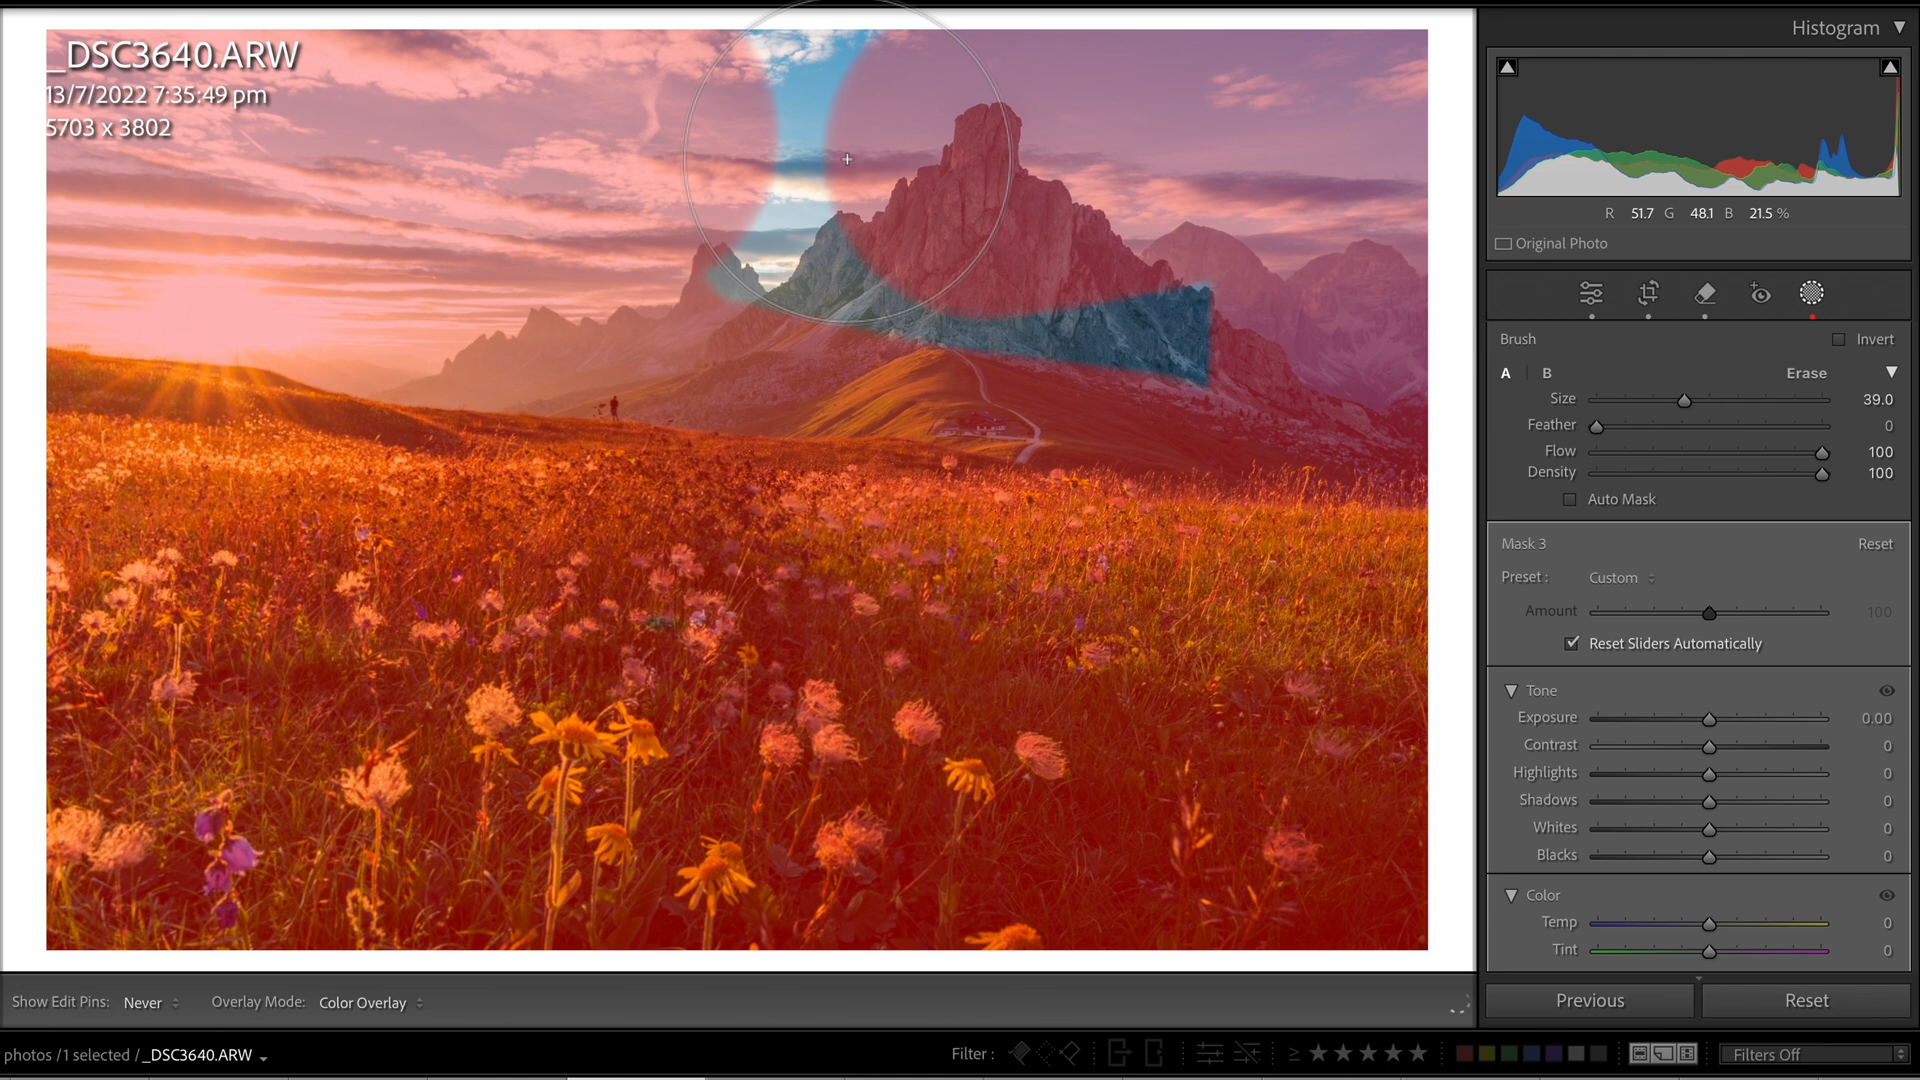 _DSC3640.ARW
13/7/2022 7:35:49 pm
5703 x 3802
Histogram
R 51.7 G 48.1 B 21.5 %
Original Photo
Brush Invert
A B Erase
Size 39.0
Feather 0
Flow 100
Density 100
Auto Mask
Mask 3 Reset
Preset : Custom
Amount 100
Reset Sliders Automatically
Tone
Exposure 0.00
Contrast 0
Highlights 0
Shadows 0
Whites 0
Blacks 0
Color
Temp 0
Tint 0
Previous Reset
Show Edit Pins: Never Overlay Mode: Color Overlay
photos / 1 selected / _DSC3640.ARW Filter : ≥ ★★★★★ Filters Off